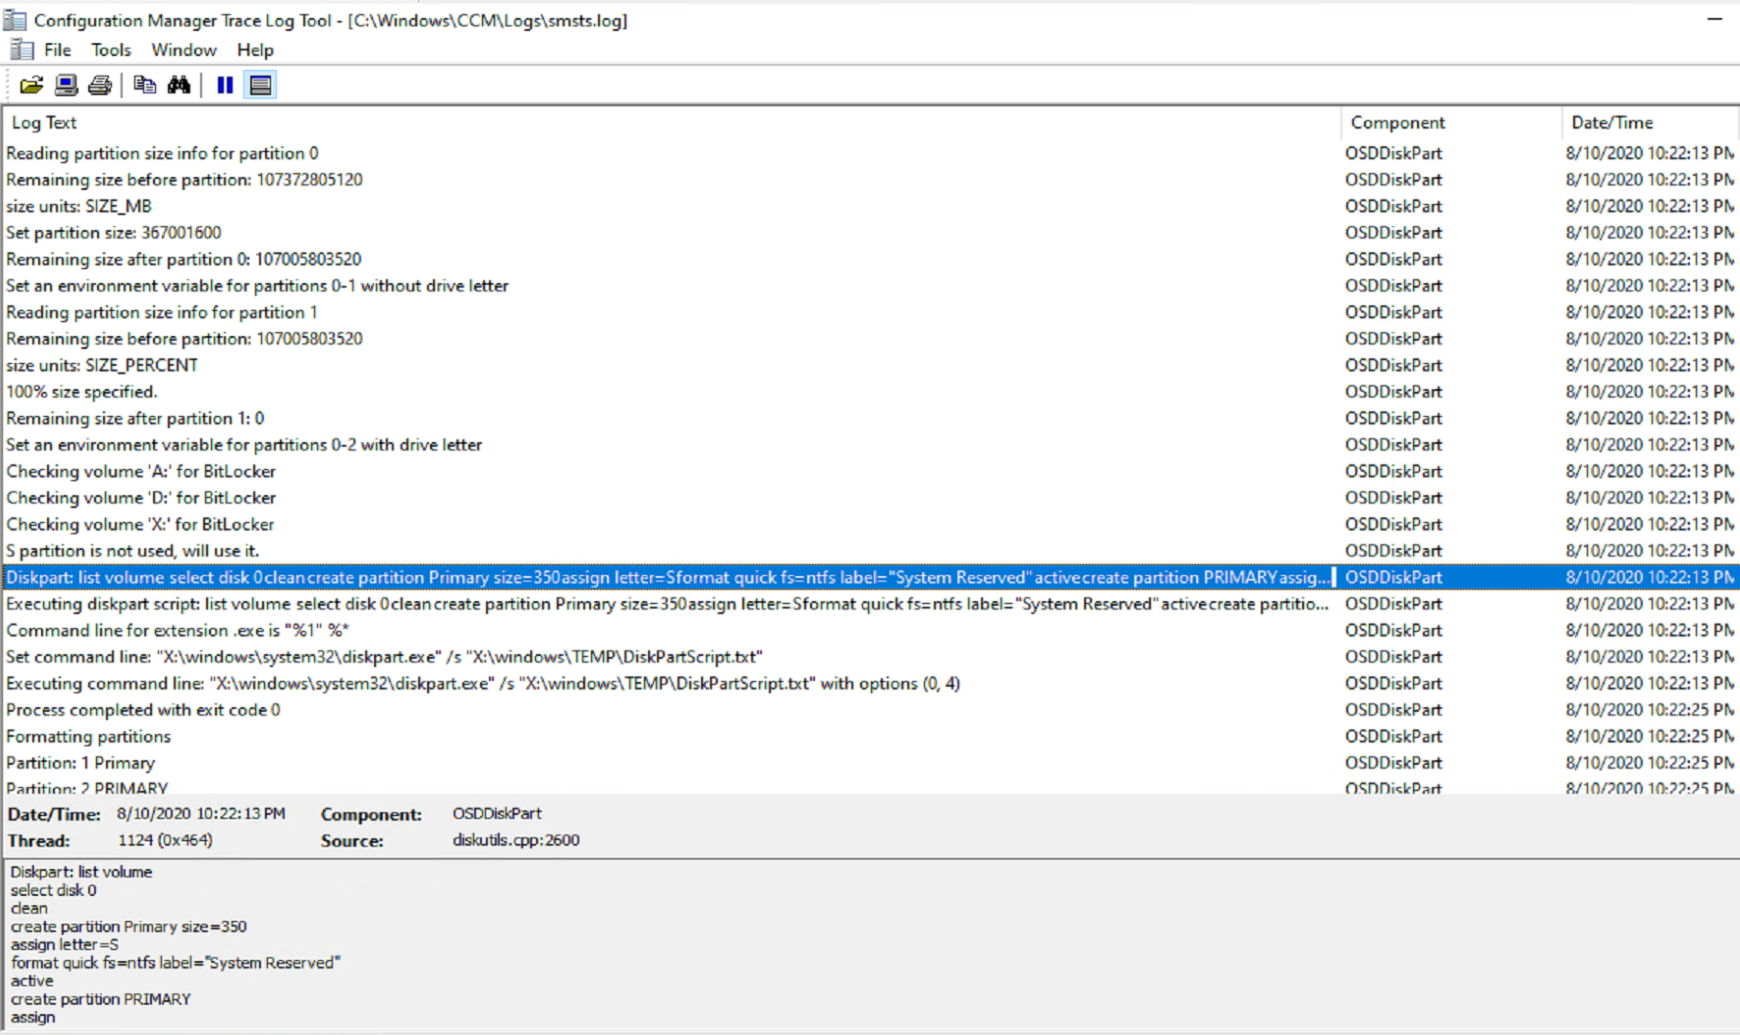 Configuration Manager Trace Log Tool - [C:\Windows\CCM\Logs\smsts.log]
File Tools Window Help
Log Text Component Date/Time
Reading partition size info for partition 0 OSDDiskPart 8/10/2020 10:22:13 PM
Remaining size before partition: 107372805120 OSDDiskPart 8/10/2020 10:22:13 PM
size units: SIZE_MB OSDDiskPart 8/10/2020 10:22:13 PM
Set partition size: 367001600 OSDDiskPart 8/10/2020 10:22:13 PM
Remaining size after partition 0: 107005803520 OSDDiskPart 8/10/2020 10:22:13 PM
Set an environment variable for partitions 0-1 without drive letter OSDDiskPart 8/10/2020 10:22:13 PM
Reading partition size info for partition 1 OSDDiskPart 8/10/2020 10:22:13 PM
Remaining size before partition: 107005803520 OSDDiskPart 8/10/2020 10:22:13 PM
size units: SIZE_PERCENT OSDDiskPart 8/10/2020 10:22:13 PM
100% size specified. OSDDiskPart 8/10/2020 10:22:13 PM
Remaining size after partition 1: 0 OSDDiskPart 8/10/2020 10:22:13 PM
Set an environment variable for partitions 0-2 with drive letter OSDDiskPart 8/10/2020 10:22:13 PM
Checking volume 'A:' for BitLocker OSDDiskPart 8/10/2020 10:22:13 PM
Checking volume 'D:' for BitLocker OSDDiskPart 8/10/2020 10:22:13 PM
Checking volume 'X:' for BitLocker OSDDiskPart 8/10/2020 10:22:13 PM
S partition is not used, will use it. OSDDiskPart 8/10/2020 10:22:13 PM
Diskpart: list volume select disk 0cleancreate partition Primary size=350assign letter=Sformat quick fs=ntfs label="System Reserved"activecreate partition PRIMARYassig... OSDDiskPart 8/10/2020 10:22:13 PM
Executing diskpart script: list volume select disk 0cleancreate partition Primary size=350assign letter=Sformat quick fs=ntfs label="System Reserved"activecreate partitio... OSDDiskPart 8/10/2020 10:22:13 PM
Command line for extension .exe is "%1" %* OSDDiskPart 8/10/2020 10:22:13 PM
Set command line: "X:\windows\system32\diskpart.exe" /s "X:\windows\TEMP\DiskPartScript.txt" OSDDiskPart 8/10/2020 10:22:13 PM
Executing command line: "X:\windows\system32\diskpart.exe" /s "X:\windows\TEMP\DiskPartScript.txt" with options (0, 4) OSDDiskPart 8/10/2020 10:22:13 PM
Process completed with exit code 0 OSDDiskPart 8/10/2020 10:22:25 PM
Formatting partitions OSDDiskPart 8/10/2020 10:22:25 PM
Partition: 1 Primary OSDDiskPart 8/10/2020 10:22:25 PM
Partition: 2 PRIMARY OSDDiskPart 8/10/2020 10:22:25 PM
Date/Time: 8/10/2020 10:22:13 PM Component: OSDDiskPart
Thread: 1124 (0x464) Source: diskutils.cpp:2600
Diskpart: list volume
select disk 0
clean
create partition Primary size=350
assign letter=S
format quick fs=ntfs label="System Reserved"
active
create partition PRIMARY
assign